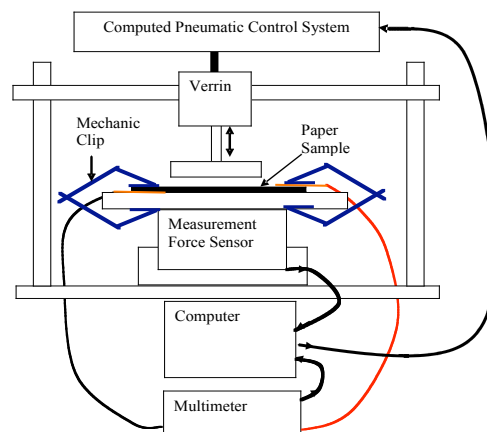 Computed Pneumatic Control System
Verrin
Mechanic
Clip
Paper
Sample
Measurement
Force Sensor
Computer
Multimeter